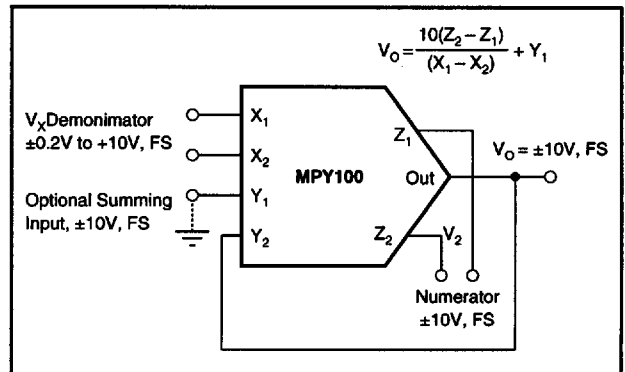 V_O = 10(Z_2 – Z_1) / (X_1 – X_2) + Y_1
V_X Demonimator
±0.2V to +10V, FS
X_1
X_2
Z_1
V_O = ±10V, FS
Optional Summing
Input, ±10V, FS
Y_1
Y_2
MPY100
Out
Z_2
V_2
Numerator
±10V, FS